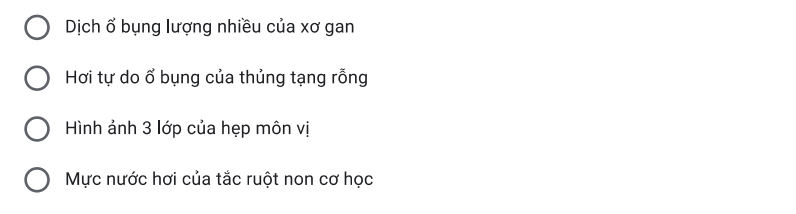 Dịch ổ bụng lượng nhiều của xơ gan
Hơi tự do ổ bụng của thủng tạng rỗng
Hình ảnh 3 lớp của hẹp môn vị
Mực nước hơi của tắc ruột non cơ học